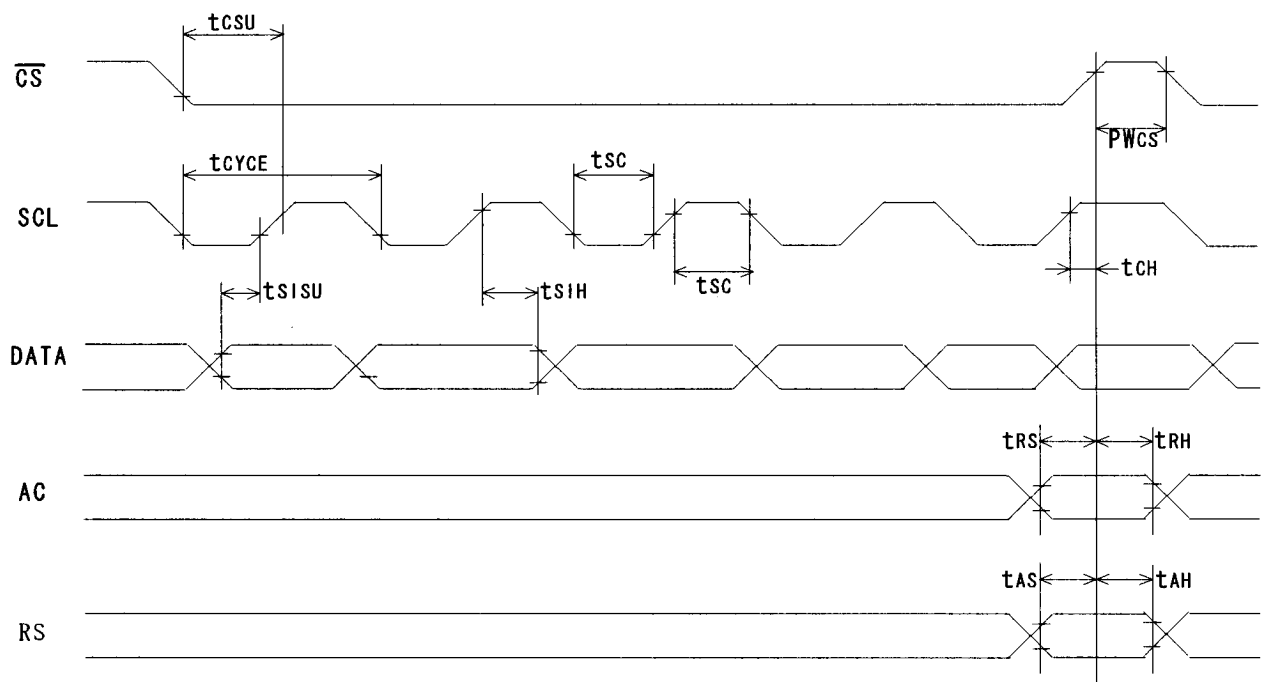 tCSU
CS
PWCS
tCYCE
tSC
SCL
tSC
tCH
tSISU
tSIH
DATA
tRS
tRH
AC
tAS
tAH
RS